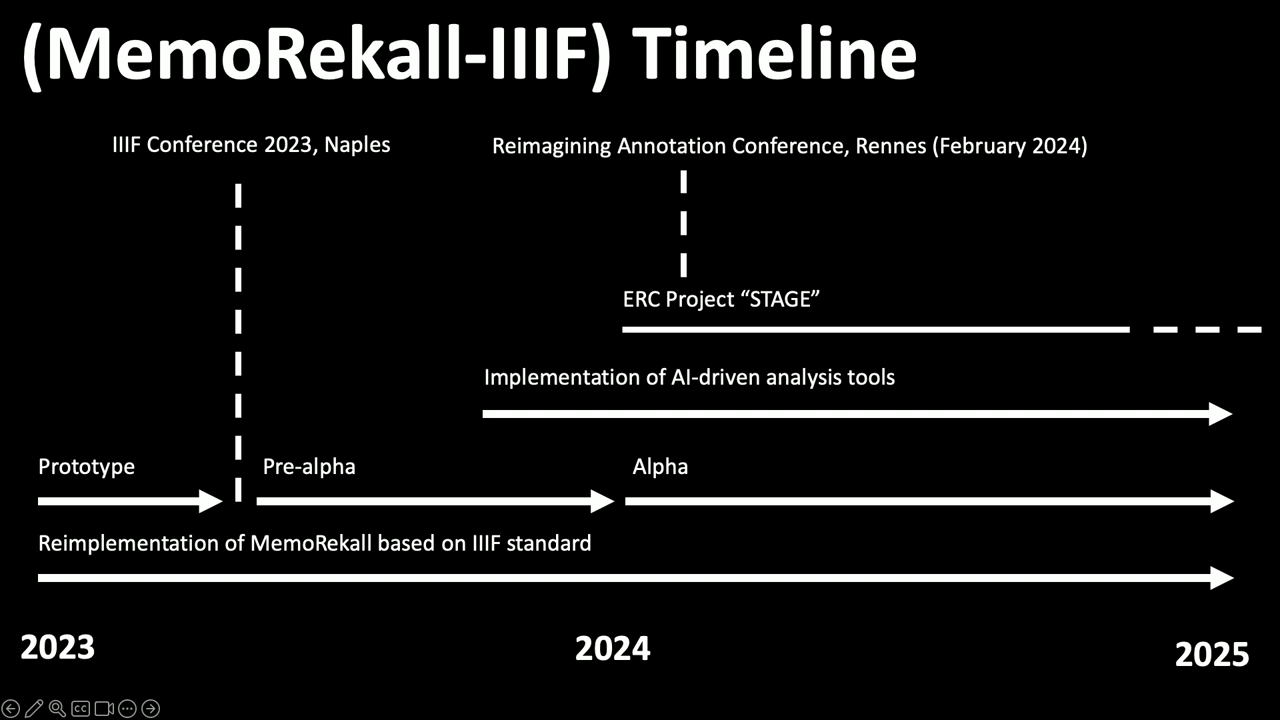 (MemoRekall-IIIF) Timeline
IIIF Conference 2023, Naples
Reimagining Annotation Conference, Rennes (February 2024)
ERC Project “STAGE”
Implementation of AI-driven analysis tools
Prototype
Pre-alpha
Alpha
Reimplementation of MemoRekall based on IIIF standard
2023
2024
2025
CC